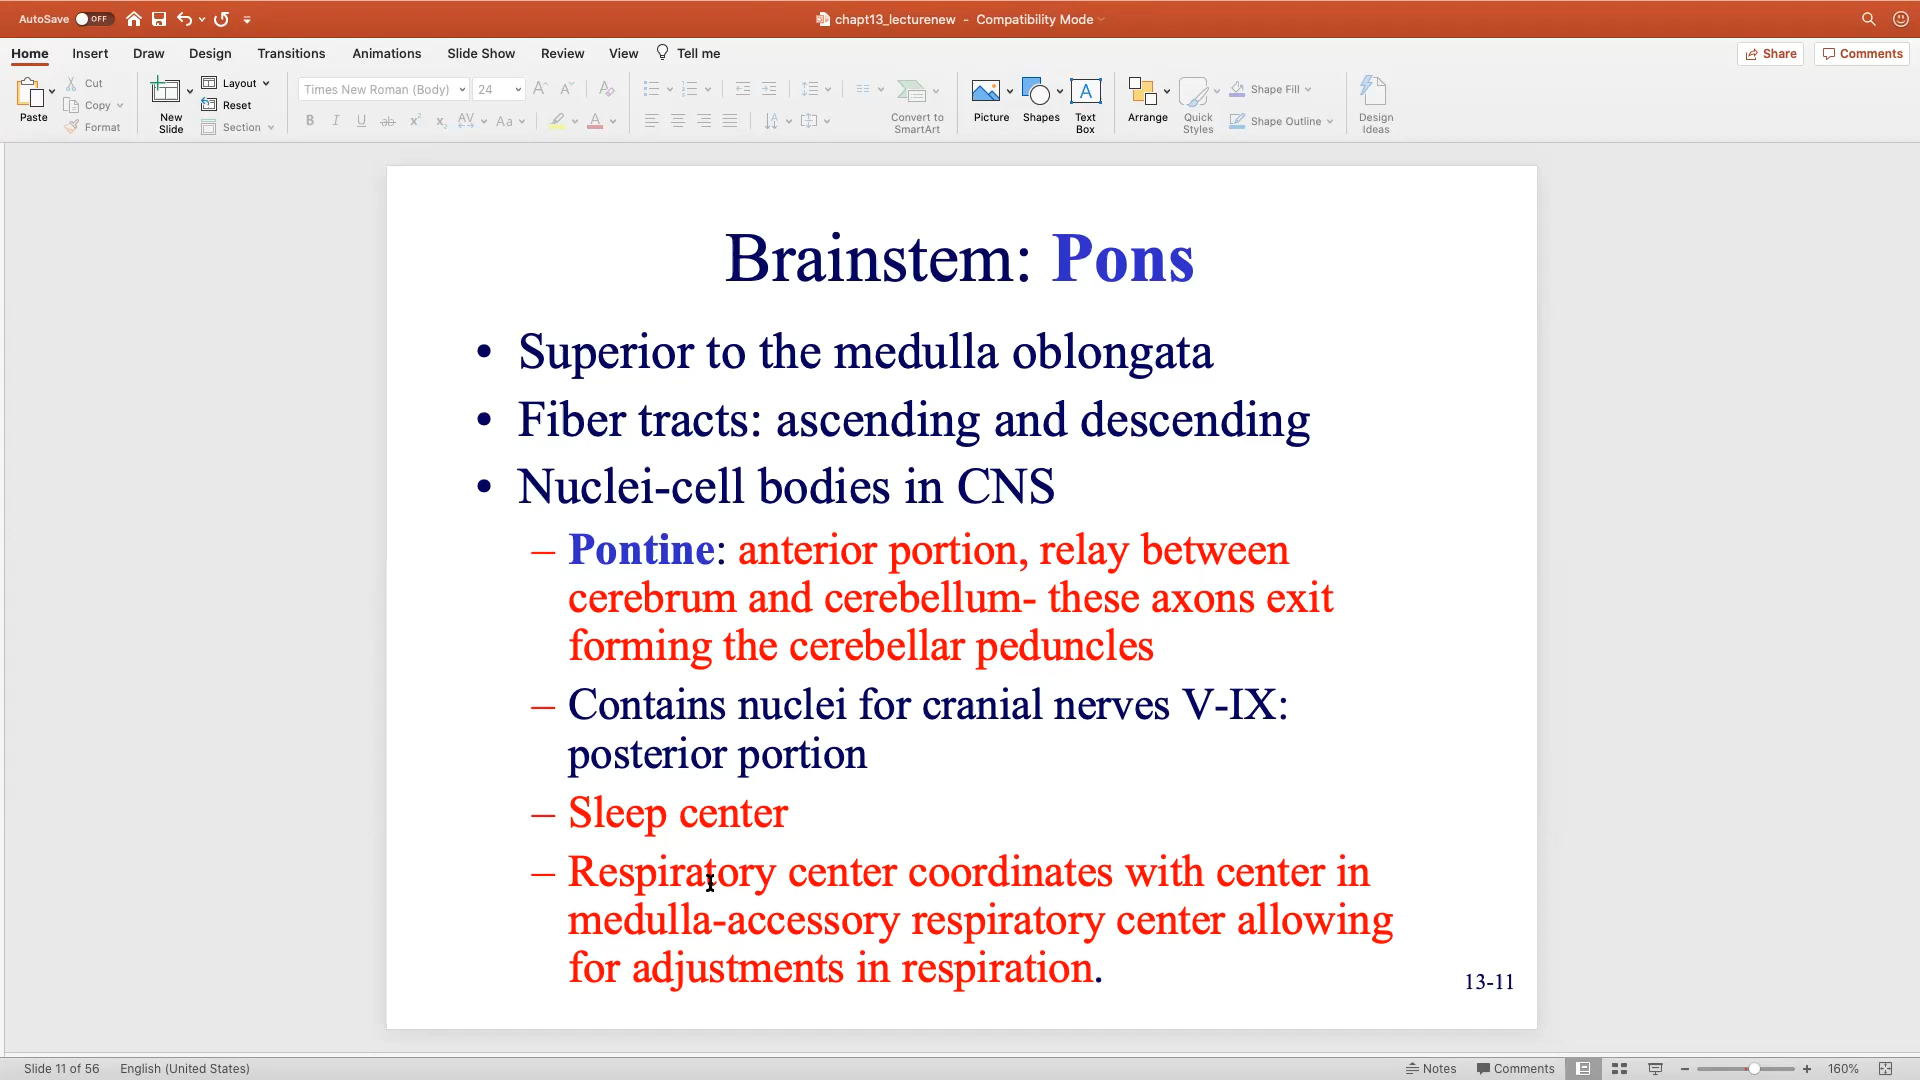 AutoSave OFF
chapt13_lecturenew - Compatibility Mode
Home Insert Draw Design Transitions Animations Slide Show Review View Tell me
Share Comments
Paste
Cut
Copy
Format
New Slide
Layout
Reset
Section
Times New Roman (Body) 24
Convert to SmartArt
Picture
Shapes
Text Box
Arrange
Quick Styles
Shape Fill
Shape Outline
Design Ideas
Brainstem: Pons
• Superior to the medulla oblongata
• Fiber tracts: ascending and descending
• Nuclei-cell bodies in CNS
– Pontine: anterior portion, relay between
cerebrum and cerebellum- these axons exit
forming the cerebellar peduncles
– Contains nuclei for cranial nerves V-IX:
posterior portion
– Sleep center
– Respiratory center coordinates with center in
medulla-accessory respiratory center allowing
for adjustments in respiration.
13-11
Slide 11 of 56 English (United States)
Notes Comments 160%